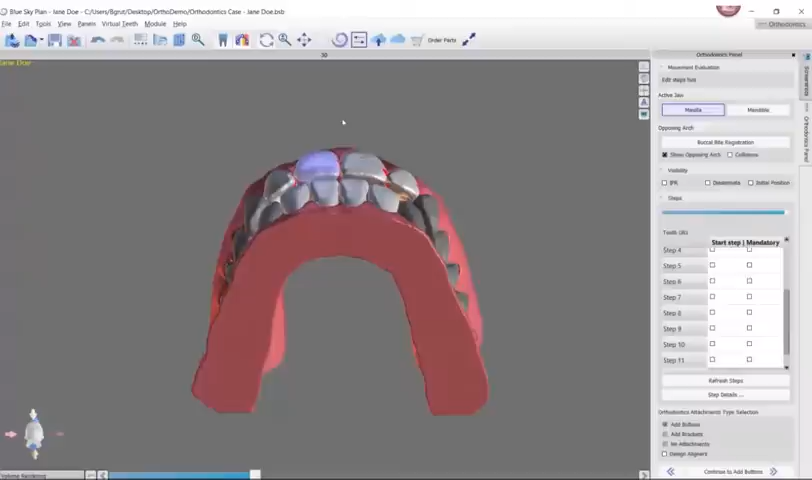 Blue Sky Plan - C:/Users/Bgrut/Desktop/OrthoDemo/Orthodontics Case - Jane Doe.bsb
File Edit Tools View Panels Virtual Teeth Module Help
Orthodontics
Order Parts
3D
Jane Doe
Orthodontics Panel
Movement Evaluation
Edit steps
Active Jaw
Maxilla Mandible
Opposing Arch
Buccal Bite Registration
Show Opposing Arch Collisions
Visibility
IPR Deviations Initial Position
Steps
Tooth
Start step | Mandatory
Step 4
Step 5
Step 6
Step 7
Step 8
Step 9
Step 10
Step 11
Refresh Steps
Step Details ...
Orthodontics Attachments Type Selection
Add Buttons
Add Brackets
No Attachments
Design Aligners
Continue to Add Buttons
Orthodontics Panel
Volume Rendering